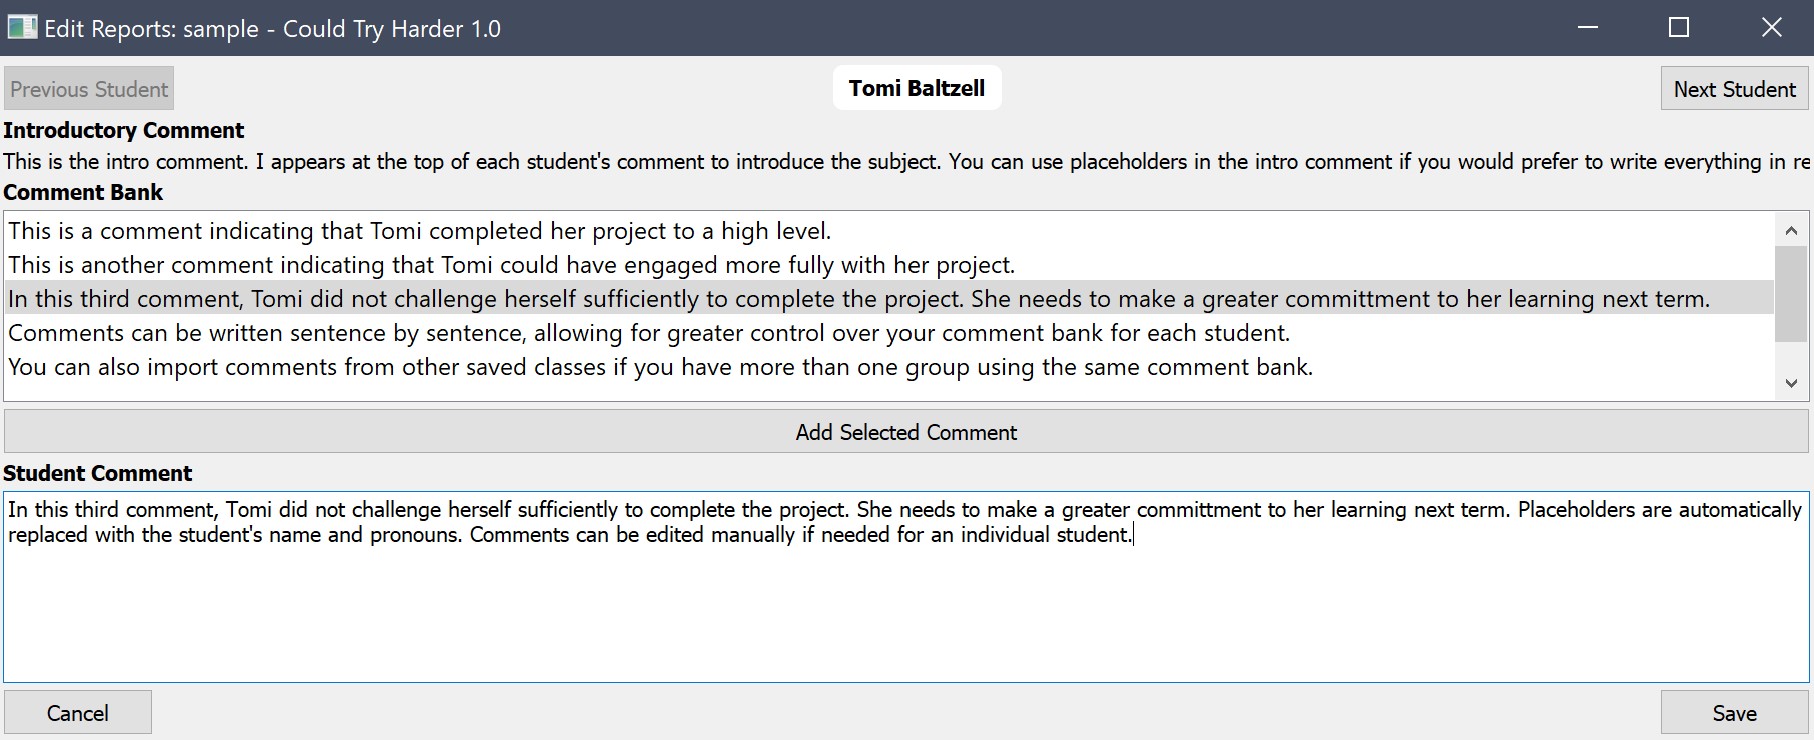 Edit Reports: sample - Could Try Harder 1.0
Previous Student
Tomi Baltzell
Next Student
Introductory Comment
This is the intro comment. I appears at the top of each student's comment to introduce the subject. You can use placeholders in the intro comment if you would prefer to write everything in re
Comment Bank
This is a comment indicating that Tomi completed her project to a high level.
This is another comment indicating that Tomi could have engaged more fully with her project.
In this third comment, Tomi did not challenge herself sufficiently to complete the project. She needs to make a greater committment to her learning next term.
Comments can be written sentence by sentence, allowing for greater control over your comment bank for each student.
You can also import comments from other saved classes if you have more than one group using the same comment bank.
Add Selected Comment
Student Comment
In this third comment, Tomi did not challenge herself sufficiently to complete the project. She needs to make a greater committment to her learning next term. Placeholders are automatically
replaced with the student's name and pronouns. Comments can be edited manually if needed for an individual student.
Cancel
Save